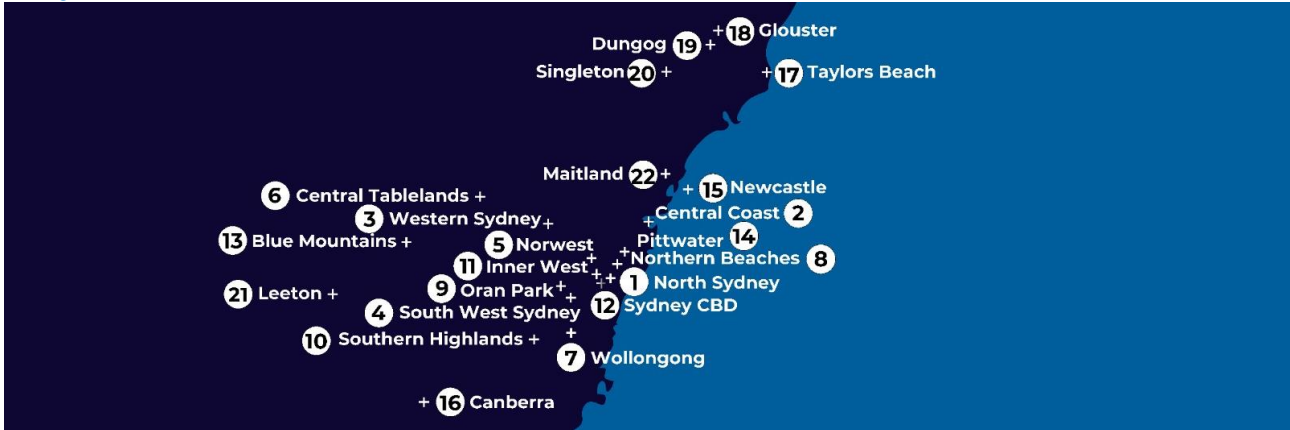 18 Glouster
Dungog 19
Singleton 20
17 Taylors Beach
Maitland 22
15 Newcastle
6 Central Tablelands
Central Coast 2
3 Western Sydney
Pittwater 14
13 Blue Mountains
5 Norwest
Northern Beaches 8
11 Inner West
1 North Sydney
9 Oran Park
21 Leeton
12 Sydney CBD
4 South West Sydney
10 Southern Highlands
7 Wollongong
16 Canberra